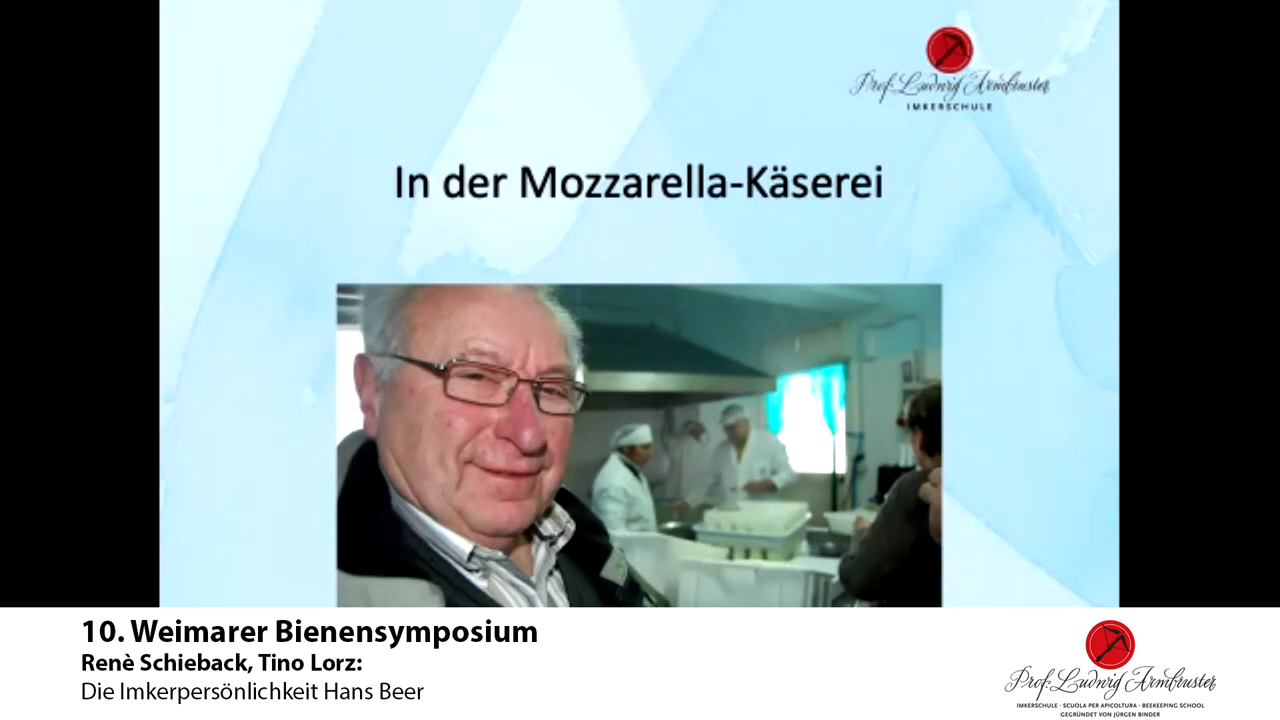 Prof. Ludwig Armbruster
IMKERSCHULE
In der Mozzarella-Käserei
10. Weimarer Bienensymposium
Renè Schieback, Tino Lorz:
Die Imkerpersönlichkeit Hans Beer
Prof. Ludwig Armbruster
IMKERSCHULE · SCUOLA PER APICOLTURA · BEEKEEPING SCHOOL
GEGRÜNDET VON JÜRGEN BINDER